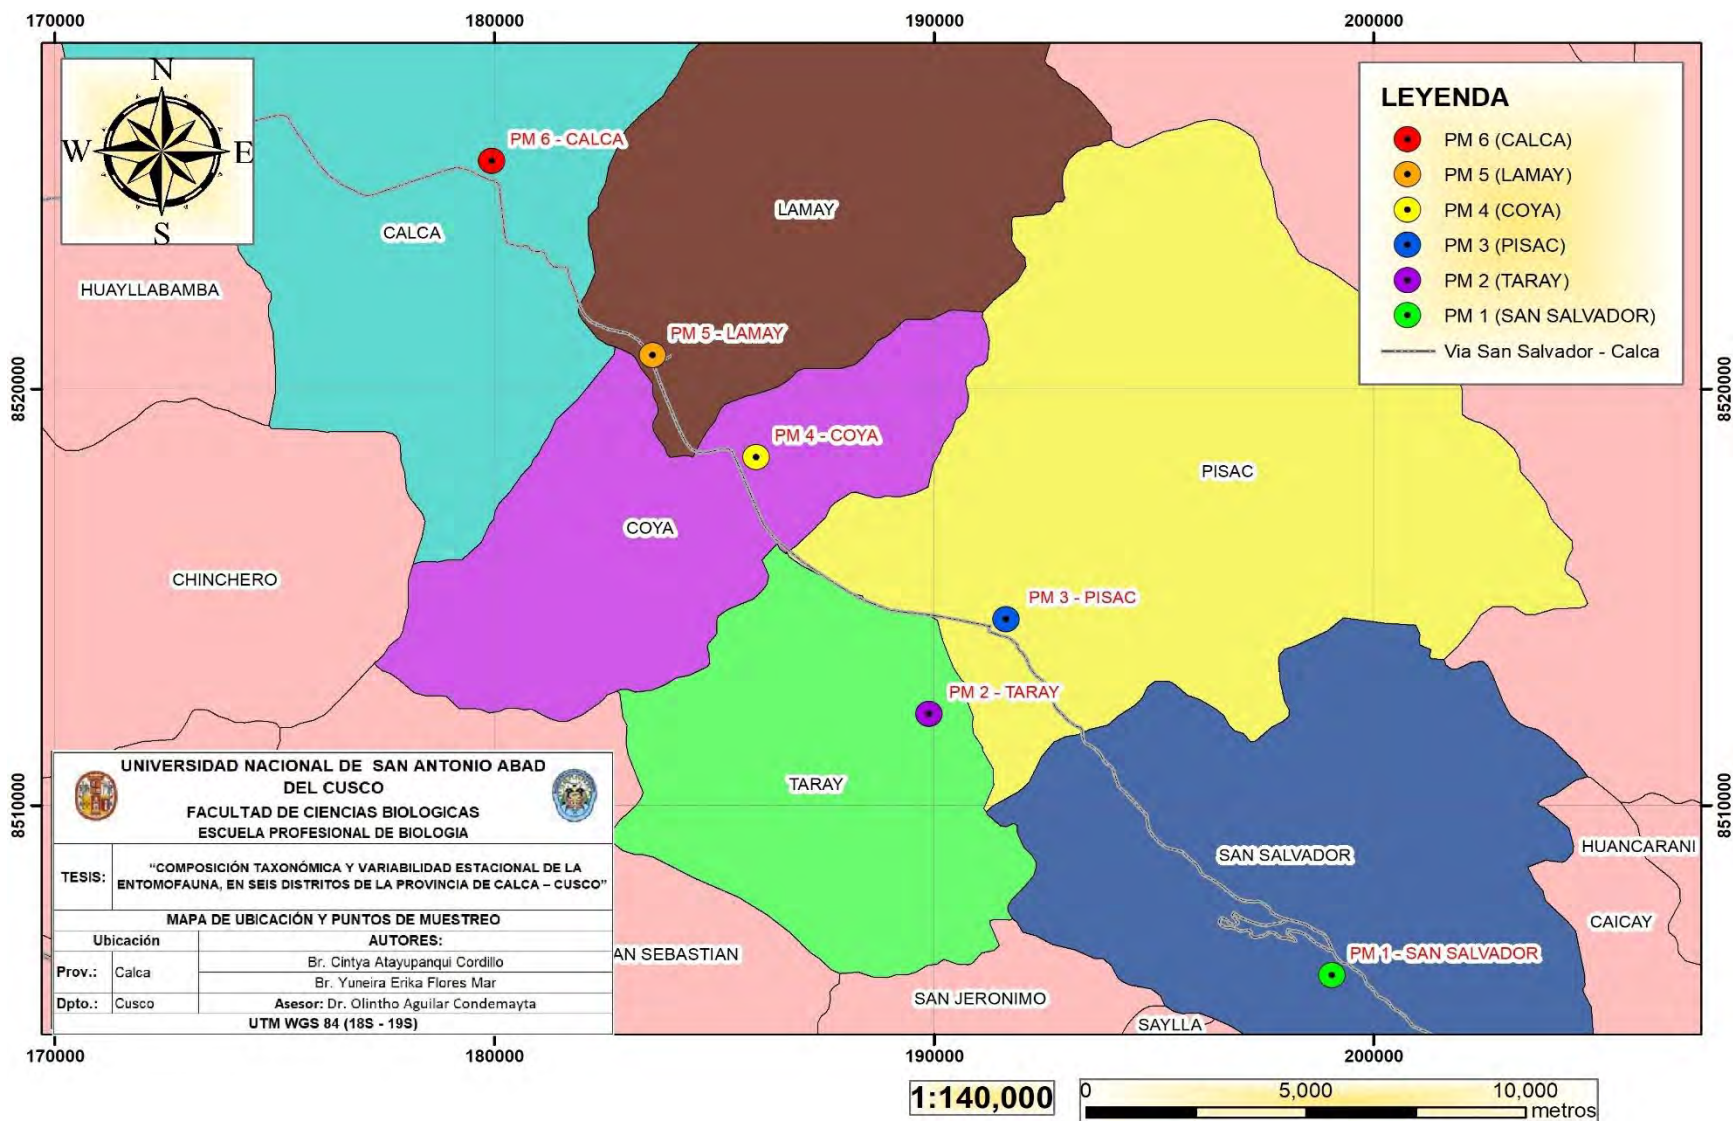 170000
180000
190000
200000
N
W
E
S
LEYENDA
PM 6 (CALCA)
PM 5 (LAMAY)
PM 4 (COYA)
PM 3 (PISAC)
PM 2 (TARAY)
PM 1 (SAN SALVADOR)
Via San Salvador - Calca
PM 6 - CALCA
LAMAY
CALCA
HUAYLLABAMBA
PM 5 - LAMAY
8520000
8520000
PM 4 - COYA
PISAC
COYA
CHINCHERO
PM 3 - PISAC
PM 2 - TARAY
TARAY
8510000
8510000
SAN SALVADOR
HUANCARANI
CAICAY
PM 1 - SAN SALVADOR
AN SEBASTIAN
SAN JERONIMO
SAYLLA
UNIVERSIDAD NACIONAL DE SAN ANTONIO ABAD
DEL CUSCO
FACULTAD DE CIENCIAS BIOLOGICAS
ESCUELA PROFESIONAL DE BIOLOGIA
TESIS:
“COMPOSICIÓN TAXONÓMICA Y VARIABILIDAD ESTACIONAL DE LA
ENTOMOFAUNA, EN SEIS DISTRITOS DE LA PROVINCIA DE CALCA – CUSCO”
MAPA DE UBICACIÓN Y PUNTOS DE MUESTREO
Ubicación
AUTORES:
Prov.: Calca
Br. Cintya Atayupanqui Cordillo
Br. Yuneira Erika Flores Mar
Dpto.: Cusco
Asesor: Dr. Olintho Aguilar Condemayta
UTM WGS 84 (18S - 19S)
170000
180000
190000
200000
1:140,000
0
5,000
10,000
metros